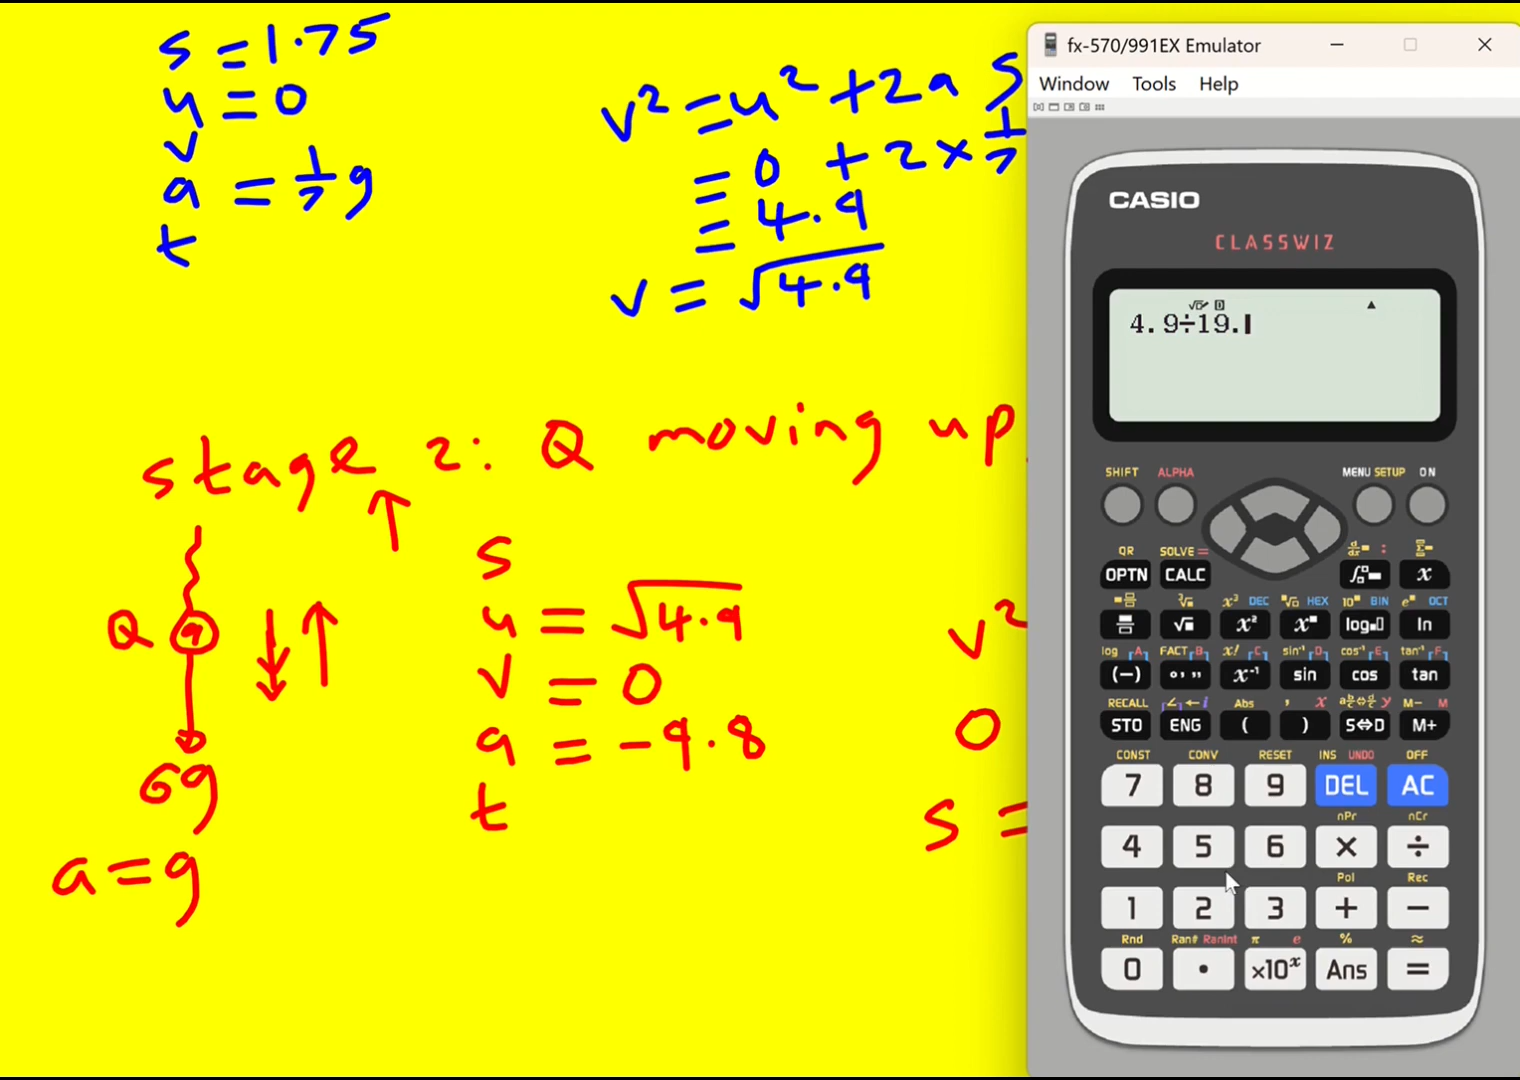 s = 1.75
u = 0
v
a = 1/7 g
t
v² = u² + 2a s
= 0 + 2 × 1/7
= 4.9
v = √4.9
stage 2: Q moving up
↑
Q
6g
a = g
s
u = √4.9
v = 0
a = -9.8
t
v²
0
s =
fx-570/991EX Emulator
Window Tools Help
CASIO
CLASSWIZ
4.9÷19.
SHIFT ALPHA MENU SETUP ON
QR SOLVE =
OPTN CALC x
x³ DEC HEX 10■ BIN e■ OCT
√■ x² x■ log ln
log A FACT B x! C sin⁻¹ D cos⁻¹ E tan⁻¹ F
(−) °''' x⁻¹ sin cos tan
RECALL ∠ ← i Abs , x y M− M
STO ENG ( ) S⇔D M+
CONST CONV RESET INS UNDO OFF
7 8 9 DEL AC
nPr nCr
4 5 6 × ÷
Pol Rec
1 2 3 + −
Rnd Ran# RanInt π e % ≈
0 • ×10ˣ Ans =